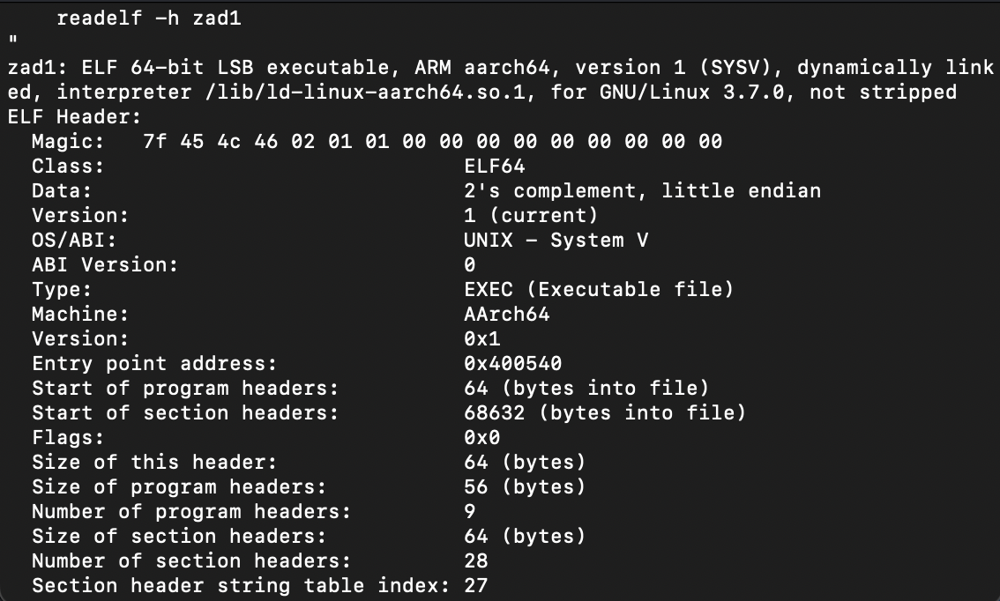 readelf -h zad1
"
zad1: ELF 64-bit LSB executable, ARM aarch64, version 1 (SYSV), dynamically link
ed, interpreter /lib/ld-linux-aarch64.so.1, for GNU/Linux 3.7.0, not stripped
ELF Header:
  Magic:   7f 45 4c 46 02 01 01 00 00 00 00 00 00 00 00 00
  Class:                             ELF64
  Data:                              2's complement, little endian
  Version:                           1 (current)
  OS/ABI:                            UNIX - System V
  ABI Version:                       0
  Type:                              EXEC (Executable file)
  Machine:                           AArch64
  Version:                           0x1
  Entry point address:               0x400540
  Start of program headers:          64 (bytes into file)
  Start of section headers:          68632 (bytes into file)
  Flags:                             0x0
  Size of this header:               64 (bytes)
  Size of program headers:           56 (bytes)
  Number of program headers:         9
  Size of section headers:           64 (bytes)
  Number of section headers:         28
  Section header string table index: 27